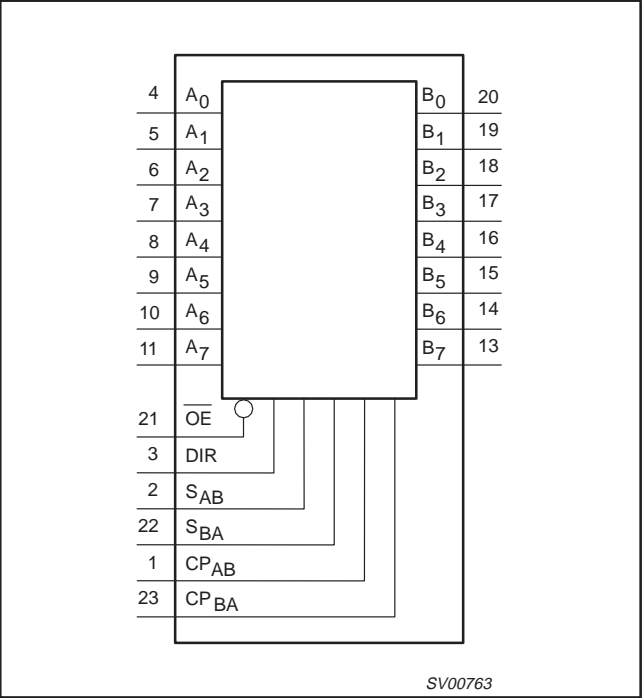 4 A0 B0 20
5 A1 B1 19
6 A2 B2 18
7 A3 B3 17
8 A4 B4 16
9 A5 B5 15
10 A6 B6 14
11 A7 B7 13
21 O̅E̅
3 DIR
2 SAB
22 SBA
1 CPAB
23 CPBA
SV00763